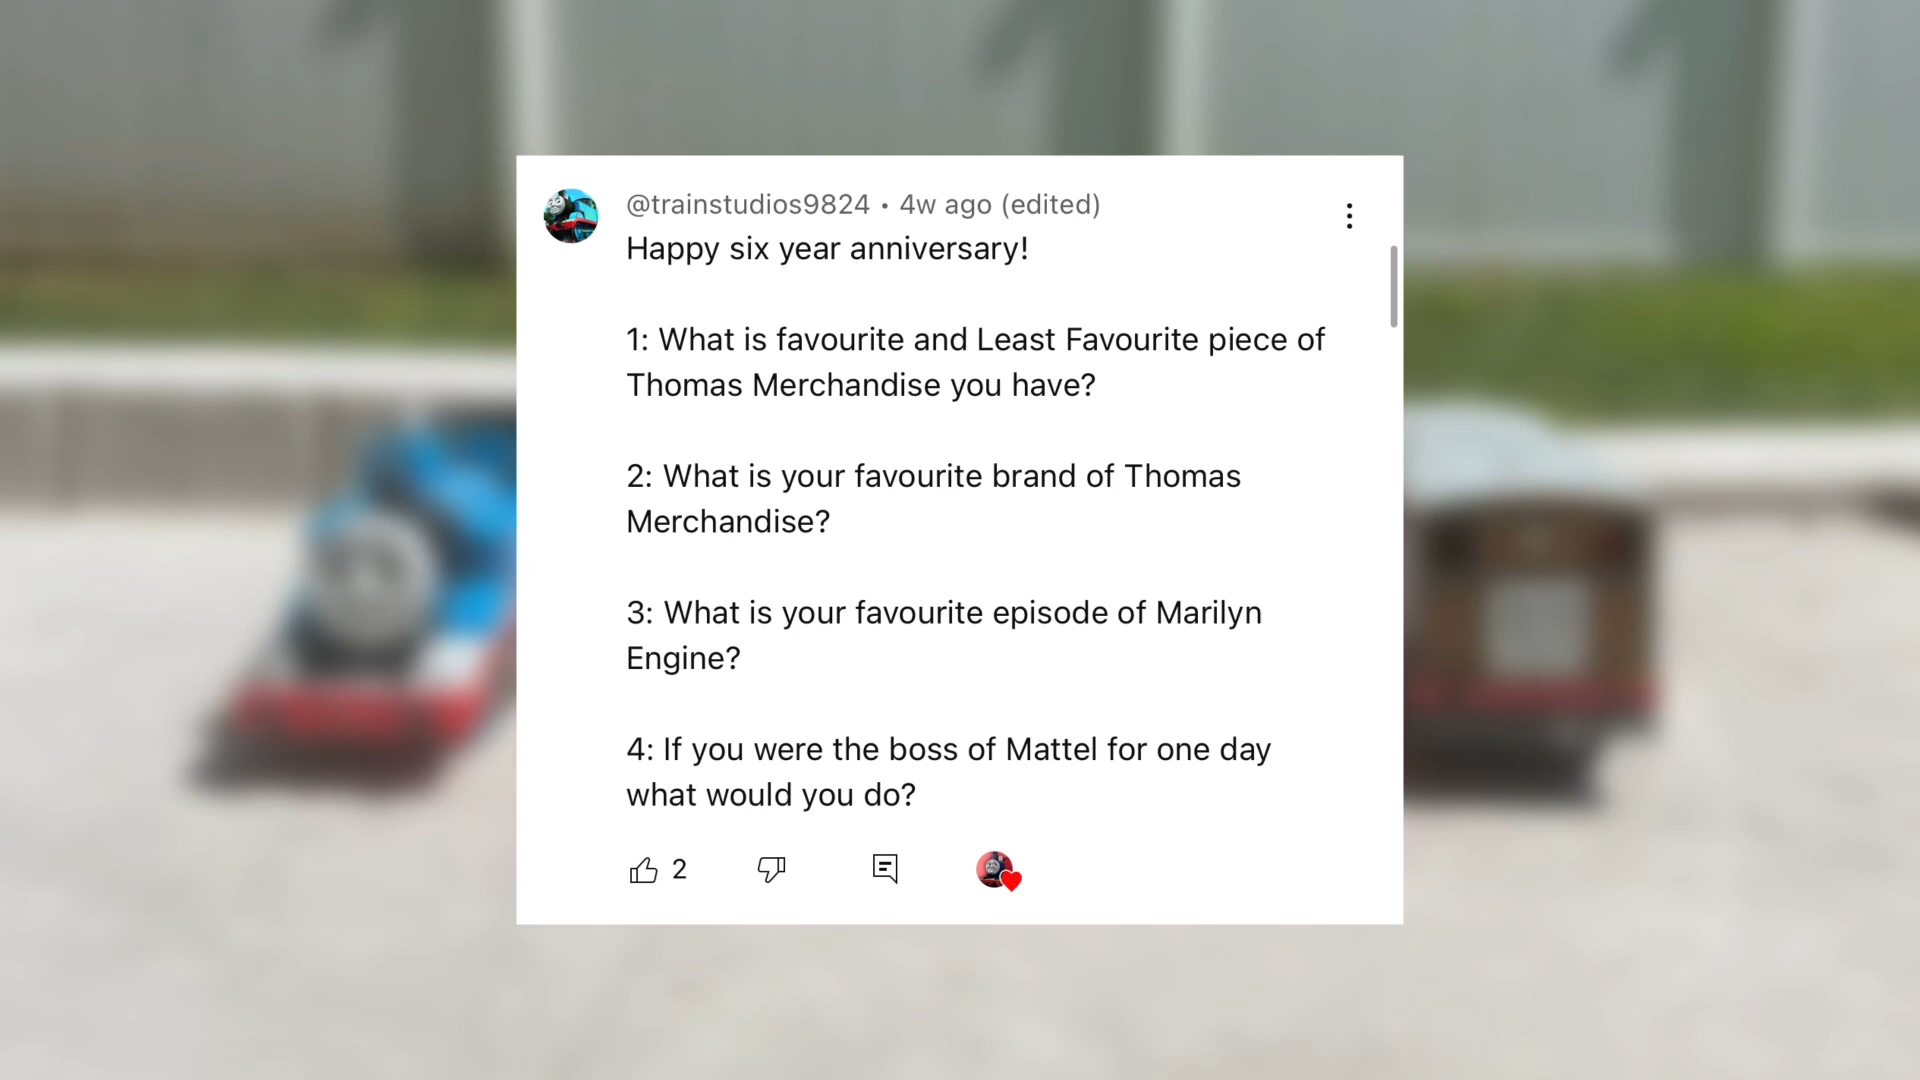 @trainstudios9824 • 4w ago (edited)
Happy six year anniversary!
1: What is favourite and Least Favourite piece of
Thomas Merchandise you have?
2: What is your favourite brand of Thomas
Merchandise?
3: What is your favourite episode of Marilyn
Engine?
4: If you were the boss of Mattel for one day
what would you do?
2